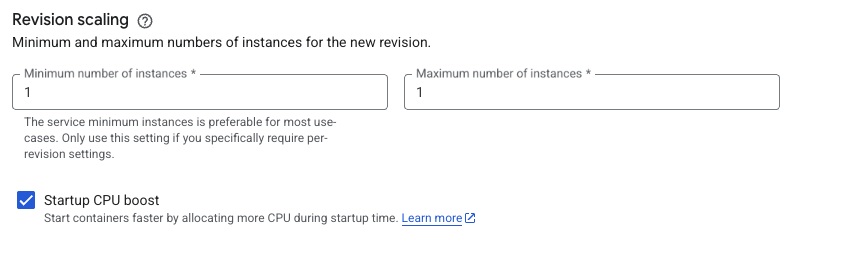 Revision scaling
Minimum and maximum numbers of instances for the new revision.
Minimum number of instances *
1
Maximum number of instances *
1
The service minimum instances is preferable for most use-
cases. Only use this setting if you specifically require per-
revision settings.
Startup CPU boost
Start containers faster by allocating more CPU during startup time. Learn more